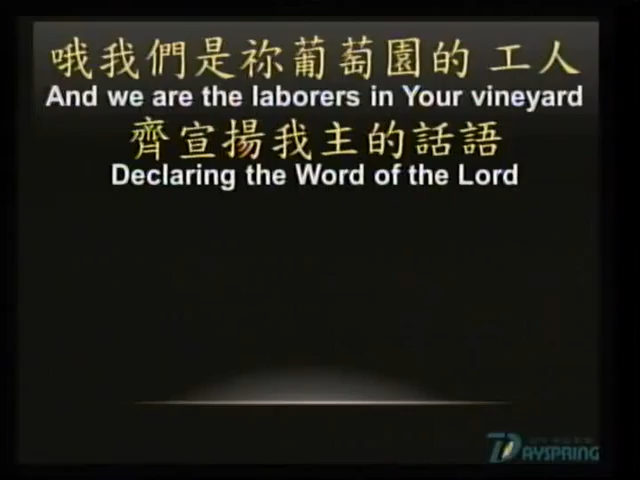 哦我們是祢葡萄園的 工人
And we are the laborers in Your vineyard
齊宣揚我主的話語
Declaring the Word of the Lord
DAYSPRING